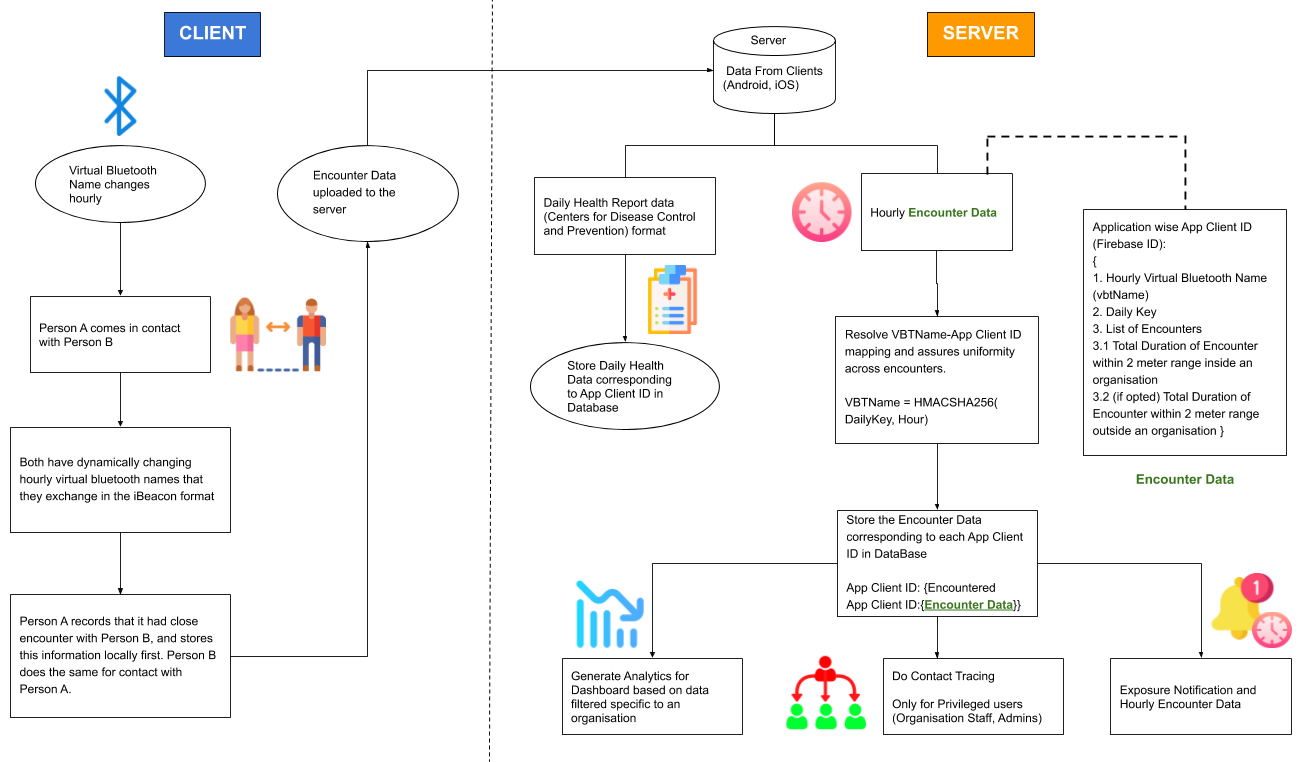 CLIENT
Virtual Bluetooth
Name changes
hourly
Person A comes in contact
with Person B
Both have dynamically changing
hourly virtual bluetooth names that
they exchange in the iBeacon format
Person A records that it had close
encounter with Person B, and stores
this information locally first. Person B
does the same for contact with
Person A.
Encounter Data
uploaded to the
server
SERVER
Server
Data From Clients
(Android, iOS)
Daily Health Report data
(Centers for Disease Control
and Prevention) format
Store Daily Health
Data corresponding
to App Client ID in
Database
Hourly Encounter Data
Application wise App Client ID
(Firebase ID):
{
1. Hourly Virtual Bluetooth Name
(vbtName)
2. Daily Key
3. List of Encounters
3.1 Total Duration of Encounter
within 2 meter range inside an
organisation
3.2 (if opted) Total Duration of
Encounter within 2 meter range
outside an organisation }
Encounter Data
Resolve VBTName-App Client ID
mapping and assures uniformity
across encounters.
VBTName = HMACSHA256(
DailyKey, Hour)
Store the Encounter Data
corresponding to each App Client
ID in DataBase
App Client ID: {Encountered
App Client ID:{Encounter Data}}
Generate Analytics for
Dashboard based on data
filtered specific to an
organisation
Do Contact Tracing
Only for Privileged users
(Organisation Staff, Admins)
1
Exposure Notification and
Hourly Encounter Data